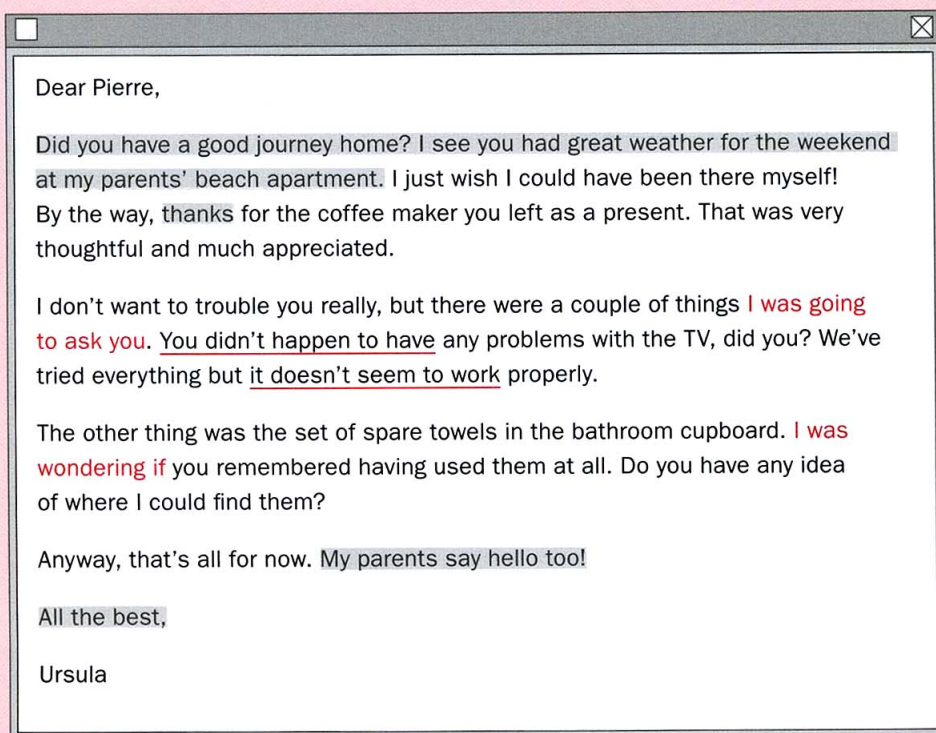 Dear Pierre,
Did you have a good journey home? I see you had great weather for the weekend
at my parents' beach apartment. I just wish I could have been there myself!
By the way, thanks for the coffee maker you left as a present. That was very
thoughtful and much appreciated.
I don't want to trouble you really, but there were a couple of things I was going
to ask you. You didn't happen to have any problems with the TV, did you? We've
tried everything but it doesn't seem to work properly.
The other thing was the set of spare towels in the bathroom cupboard. I was
wondering if you remembered having used them at all. Do you have any idea
of where I could find them?
Anyway, that's all for now. My parents say hello too!
All the best,
Ursula